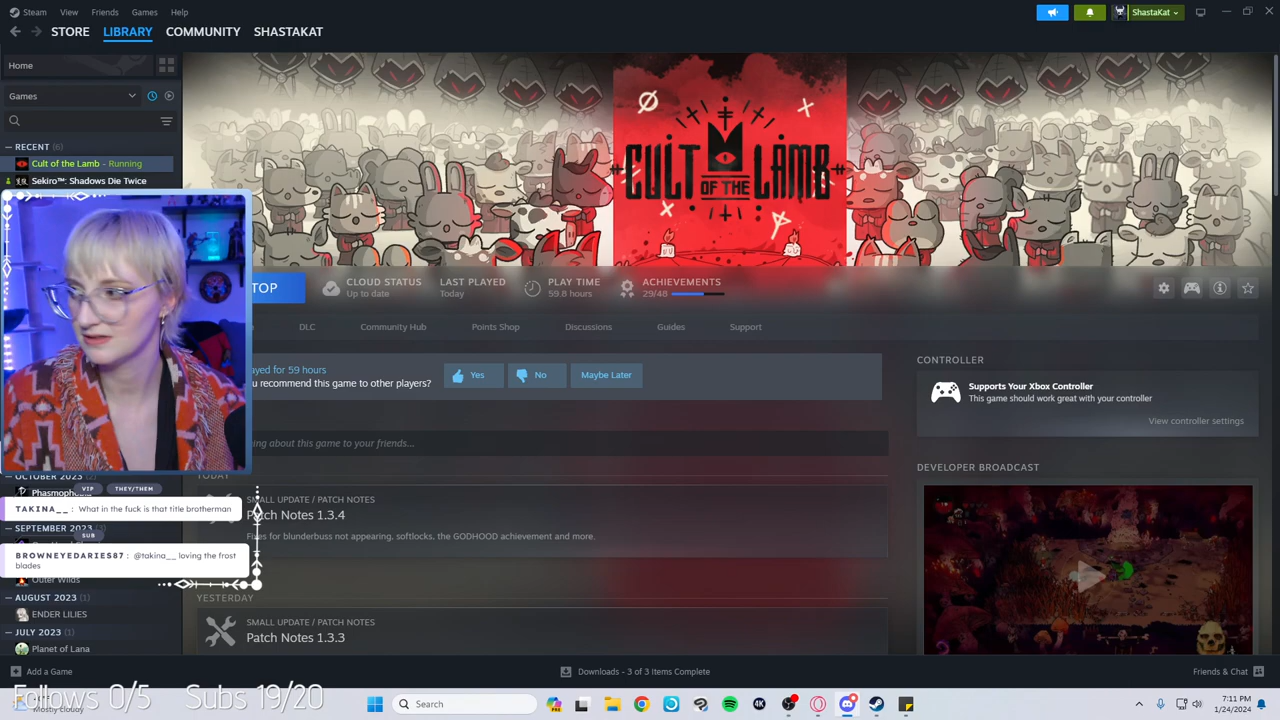 Steam View Friends Games Help
ShastaKat
STORE LIBRARY COMMUNITY SHASTAKAT
Home
Games
RECENT (6)
Cult of the Lamb - Running
Sekiro™: Shadows Die Twice
CULT OF THE LAMB
TOP
CLOUD STATUS
Up to date
LAST PLAYED
Today
PLAY TIME
59.8 hours
ACHIEVEMENTS
29/48
DLC Community Hub Points Shop Discussions Guides Support
ayed for 59 hours
u recommend this game to other players?
Yes No Maybe Later
ing about this game to your friends...
CONTROLLER
Supports Your Xbox Controller
This game should work great with your controller
View controller settings
DEVELOPER BROADCAST
TODAY
SMALL UPDATE / PATCH NOTES
Patch Notes 1.3.4
Fixes for blunderbuss not appearing, softlocks, the GODHOOD achievement and more.
YESTERDAY
SMALL UPDATE / PATCH NOTES
Patch Notes 1.3.3
OCTOBER 2023
VIP THEY/THEM
TAKINA__ : What in the fuck is that title brotherman
SEPTEMBER 2023 (3)
SUB
BROWNEYEDARIES87 : @takina__ loving the frost
blades
Outer Wilds
AUGUST 2023 (1)
ENDER LILIES
JULY 2023 (1)
Planet of Lana
Add a Game
Downloads - 3 of 3 Items Complete
Friends & Chat
Follows 0/5 Subs 19/20
Mostly cloudy
Search
4K
7:11 PM
1/24/2024